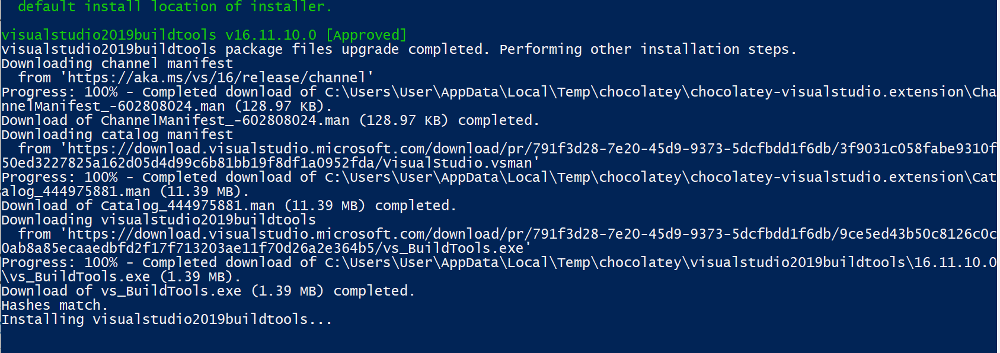 default install location of installer.
visualstudio2019buildtools v16.11.10.0 [Approved]
visualstudio2019buildtools package files upgrade completed. Performing other installation steps.
Downloading channel manifest
from 'https://aka.ms/vs/16/release/channel'
Progress: 100% - Completed download of C:\Users\User\AppData\Local\Temp\chocolatey\chocolatey-visualstudio.extension\Cha
nnelManifest_-602808024.man (128.97 KB).
Download of ChannelManifest_-602808024.man (128.97 KB) completed.
Downloading catalog manifest
from 'https://download.visualstudio.microsoft.com/download/pr/791f3d28-7e20-45d9-9373-5dcfbdd1f6db/3f9031c058fabe9310f
50ed3227825a162d05d4d99c6b81bb19f8df1a0952fda/VisualStudio.vsman'
Progress: 100% - Completed download of C:\Users\User\AppData\Local\Temp\chocolatey\chocolatey-visualstudio.extension\Cat
alog_444975881.man (11.39 MB).
Download of Catalog_444975881.man (11.39 MB) completed.
Downloading visualstudio2019buildtools
from 'https://download.visualstudio.microsoft.com/download/pr/791f3d28-7e20-45d9-9373-5dcfbdd1f6db/9ce5ed43b50c8126c0c
0ab8a85ecaaedbfd2f17f713203ae11f70d26a2e364b5/vs_BuildTools.exe'
Progress: 100% - Completed download of C:\Users\User\AppData\Local\Temp\chocolatey\visualstudio2019buildtools\16.11.10.0
\vs_BuildTools.exe (1.39 MB).
Download of vs_BuildTools.exe (1.39 MB) completed.
Hashes match.
Installing visualstudio2019buildtools...